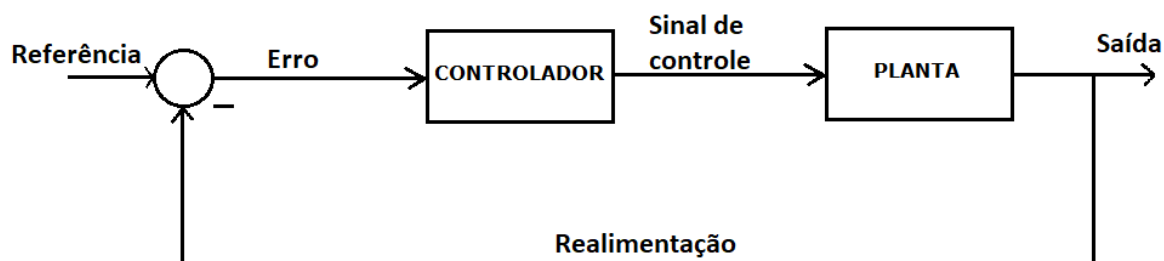 Referência
Erro
CONTROLADOR
Sinal de
controle
PLANTA
Saída
Realimentação